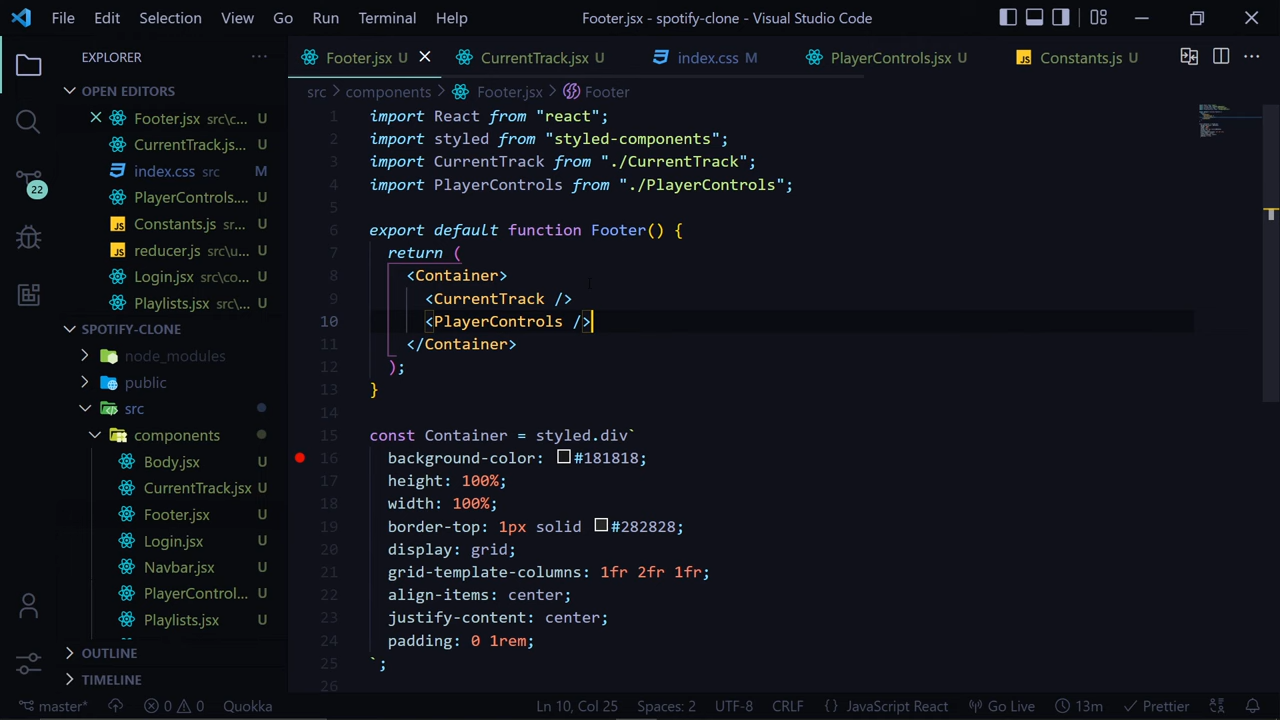 File Edit Selection View Go Run Terminal Help
Footer.jsx - spotify-clone - Visual Studio Code
EXPLORER
OPEN EDITORS
Footer.jsx src\c... U
CurrentTrack.js... U
index.css src M
PlayerControls.... U
Constants.js sr... U
reducer.js src\u... U
Login.jsx src\co... U
Playlists.jsx src\... U
SPOTIFY-CLONE
node_modules
public
src
components
Body.jsx U
CurrentTrack.jsx U
Footer.jsx U
Login.jsx U
Navbar.jsx U
PlayerControl... U
Playlists.jsx U
OUTLINE
TIMELINE
22
Footer.jsx U
CurrentTrack.jsx U
index.css M
PlayerControls.jsx U
Constants.js U
src > components > Footer.jsx > Footer
1 import React from "react";
2 import styled from "styled-components";
3 import CurrentTrack from "./CurrentTrack";
4 import PlayerControls from "./PlayerControls";
5
6 export default function Footer() {
7 return (
8 <Container>
9 <CurrentTrack />
10 <PlayerControls />
11 </Container>
12 );
13 }
14
15 const Container = styled.div`
16 background-color: #181818;
17 height: 100%;
18 width: 100%;
19 border-top: 1px solid #282828;
20 display: grid;
21 grid-template-columns: 1fr 2fr 1fr;
22 align-items: center;
23 justify-content: center;
24 padding: 0 1rem;
25 `;
26
master* 0 0 Quokka
Ln 10, Col 25 Spaces: 2 UTF-8 CRLF {} JavaScript React Go Live 13m Prettier